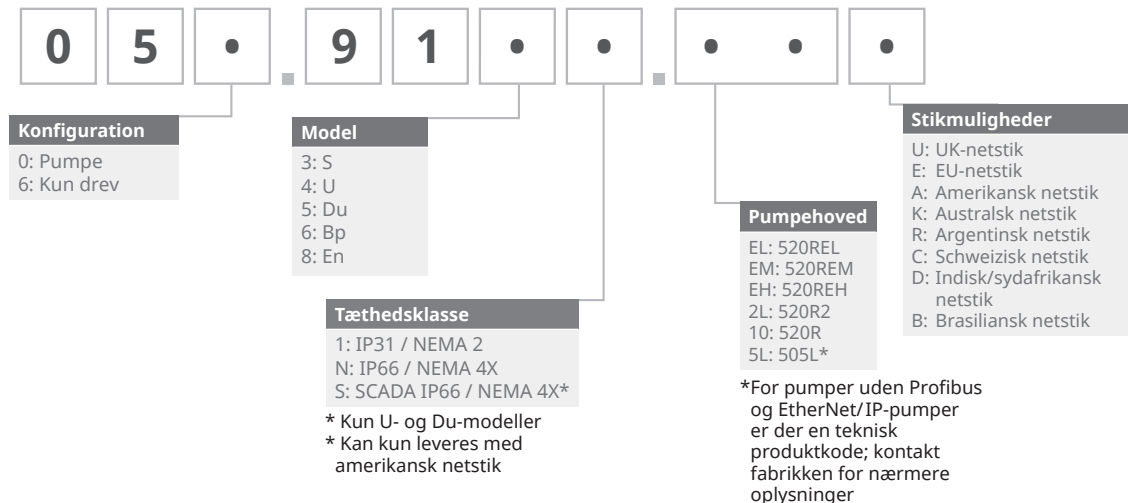 0 5 • . 9 1 • • . • • •
Konfiguration
0: Pumpe
6: Kun drev
Model
3: S
4: U
5: Du
6: Bp
8: En
Tæthedsklasse
1: IP31 / NEMA 2
N: IP66 / NEMA 4X
S: SCADA IP66 / NEMA 4X*
* Kun U- og Du-modeller
* Kan kun leveres med
amerikansk netstik
Pumpehoved
EL: 520REL
EM: 520REM
EH: 520REH
2L: 520R2
10: 520R
5L: 505L*
*For pumper uden Profibus
og EtherNet/IP-pumper
er der en teknisk
produktkode; kontakt
fabrikken for nærmere
oplysninger
Stikmuligheder
U: UK-netstik
E: EU-netstik
A: Amerikansk netstik
K: Australsk netstik
R: Argentinsk netstik
C: Schweizisk netstik
D: Indisk/sydafrikansk
netstik
B: Brasiliansk netstik